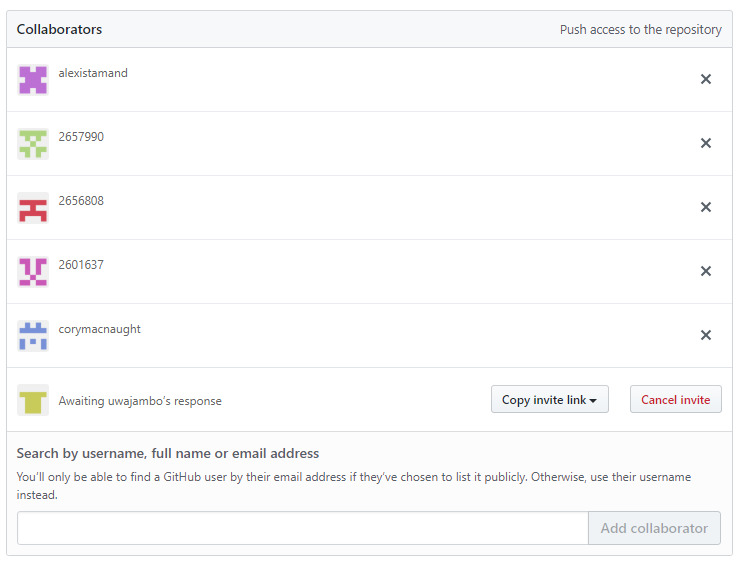 Collaborators Push access to the repository
alexistamand
2657990
2656808
2601637
corymacnaught
Awaiting uwajambo’s response Copy invite link Cancel invite
Search by username, full name or email address
You’ll only be able to find a GitHub user by their email address if they’ve chosen to list it publicly. Otherwise, use their username
instead.
Add collaborator